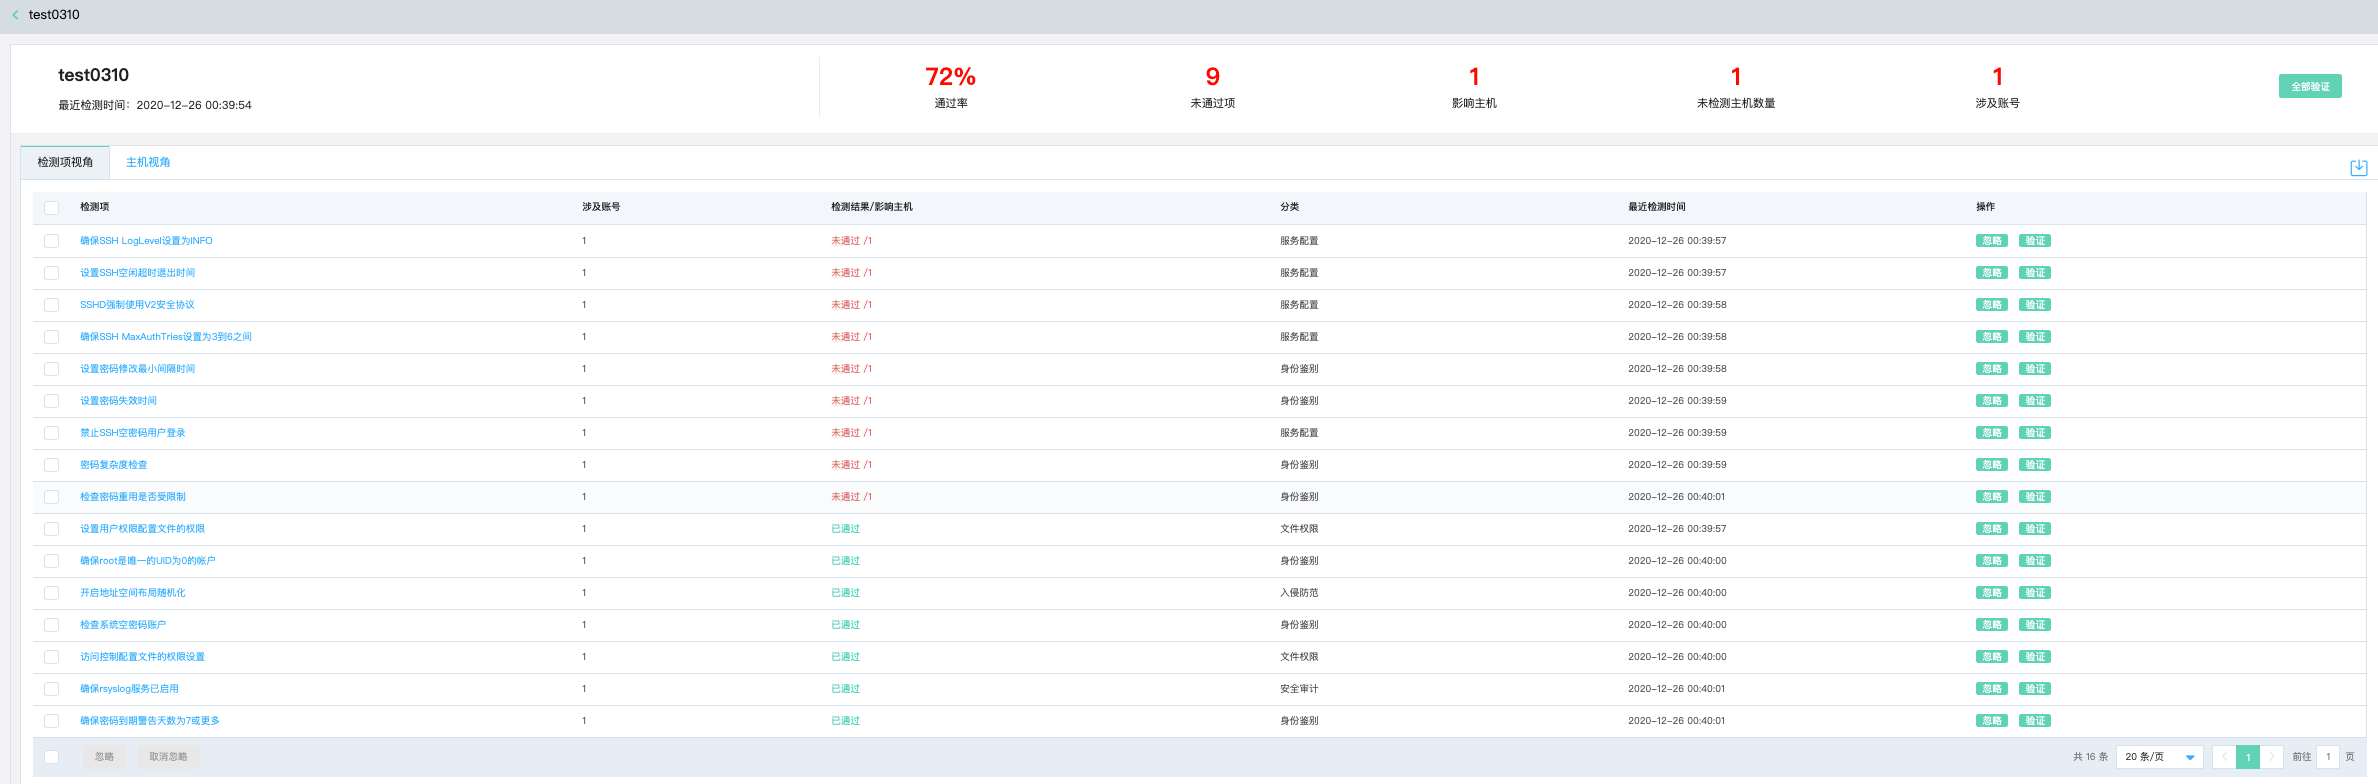 test0310
test0310
最近检测时间：2020-12-26 00:39:54
72%
通过率
9
未通过项
1
影响主机
1
未检测主机数量
1
涉及账号
全部验证
检测项视角 主机视角
检测项 涉及账号 检测结果/影响主机 分类 最近检测时间 操作
确保SSH LogLevel设置为INFO 1 未通过 /1 服务配置 2020-12-26 00:39:57 忽略 验证
设置SSH空闲超时退出时间 1 未通过 /1 服务配置 2020-12-26 00:39:57 忽略 验证
SSHD强制使用V2安全协议 1 未通过 /1 服务配置 2020-12-26 00:39:58 忽略 验证
确保SSH MaxAuthTries设置为3到6之间 1 未通过 /1 服务配置 2020-12-26 00:39:58 忽略 验证
设置密码修改最小间隔时间 1 未通过 /1 身份鉴别 2020-12-26 00:39:58 忽略 验证
设置密码失效时间 1 未通过 /1 身份鉴别 2020-12-26 00:39:59 忽略 验证
禁止SSH空密码用户登录 1 未通过 /1 服务配置 2020-12-26 00:39:59 忽略 验证
密码复杂度检查 1 未通过 /1 身份鉴别 2020-12-26 00:39:59 忽略 验证
检查密码重用是否受限制 1 未通过 /1 身份鉴别 2020-12-26 00:40:01 忽略 验证
设置用户权限配置文件的权限 1 已通过 文件权限 2020-12-26 00:39:57 忽略 验证
确保root是唯一的UID为0的帐户 1 已通过 身份鉴别 2020-12-26 00:40:00 忽略 验证
开启地址空间布局随机化 1 已通过 入侵防范 2020-12-26 00:40:00 忽略 验证
检查系统空密码账户 1 已通过 身份鉴别 2020-12-26 00:40:00 忽略 验证
访问控制配置文件的权限设置 1 已通过 文件权限 2020-12-26 00:40:00 忽略 验证
确保rsyslog服务已启用 1 已通过 安全审计 2020-12-26 00:40:01 忽略 验证
确保密码到期警告天数为7或更多 1 已通过 身份鉴别 2020-12-26 00:40:01 忽略 验证
忽略 取消忽略 共 16 条 20 条/页 1 前往 1 页